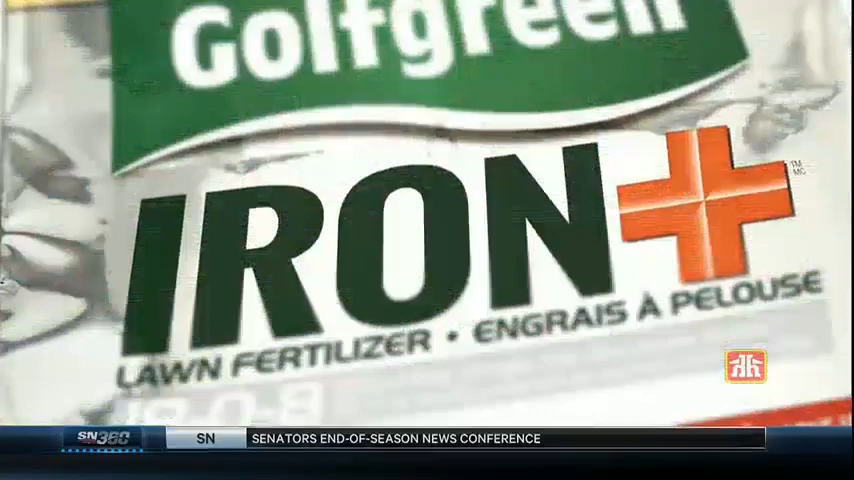 Golfgreen
IRON+
TM
MC
LAWN FERTILIZER • ENGRAIS À PELOUSE
SN360
SN
SENATORS END-OF-SEASON NEWS CONFERENCE